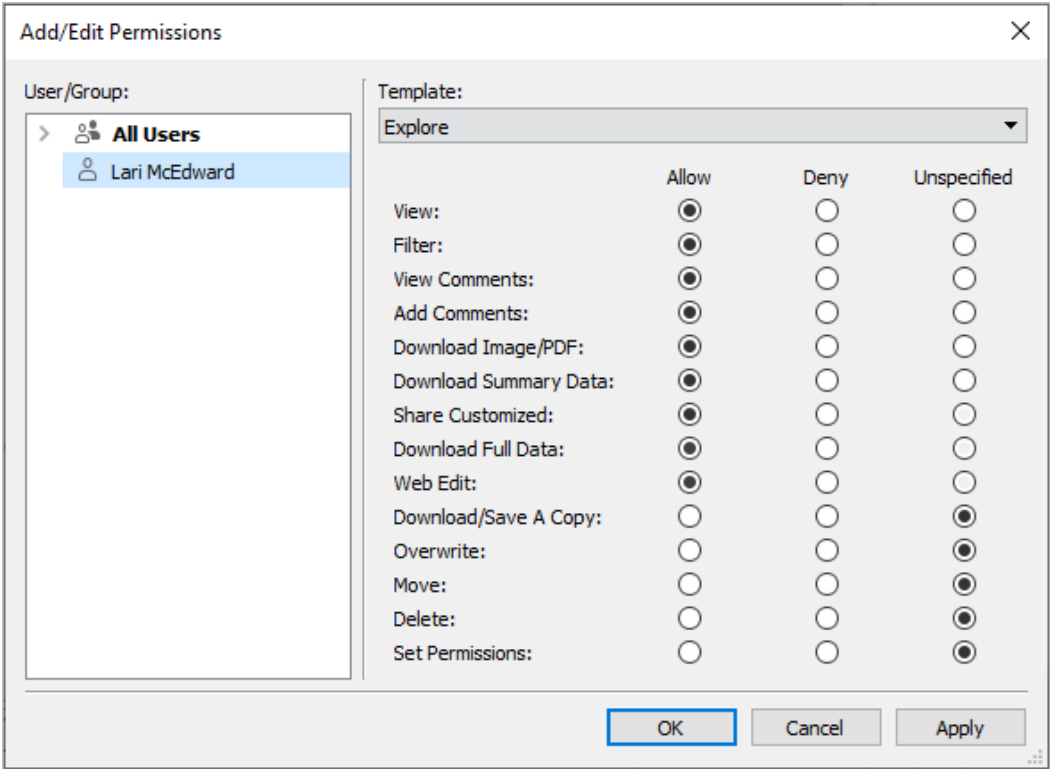 Add/Edit Permissions
User/Group:
All Users
Lari McEdward
Template:
Explore
Allow Deny Unspecified
View:
Filter:
View Comments:
Add Comments:
Download Image/PDF:
Download Summary Data:
Share Customized:
Download Full Data:
Web Edit:
Download/Save A Copy:
Overwrite:
Move:
Delete:
Set Permissions:
OK Cancel Apply